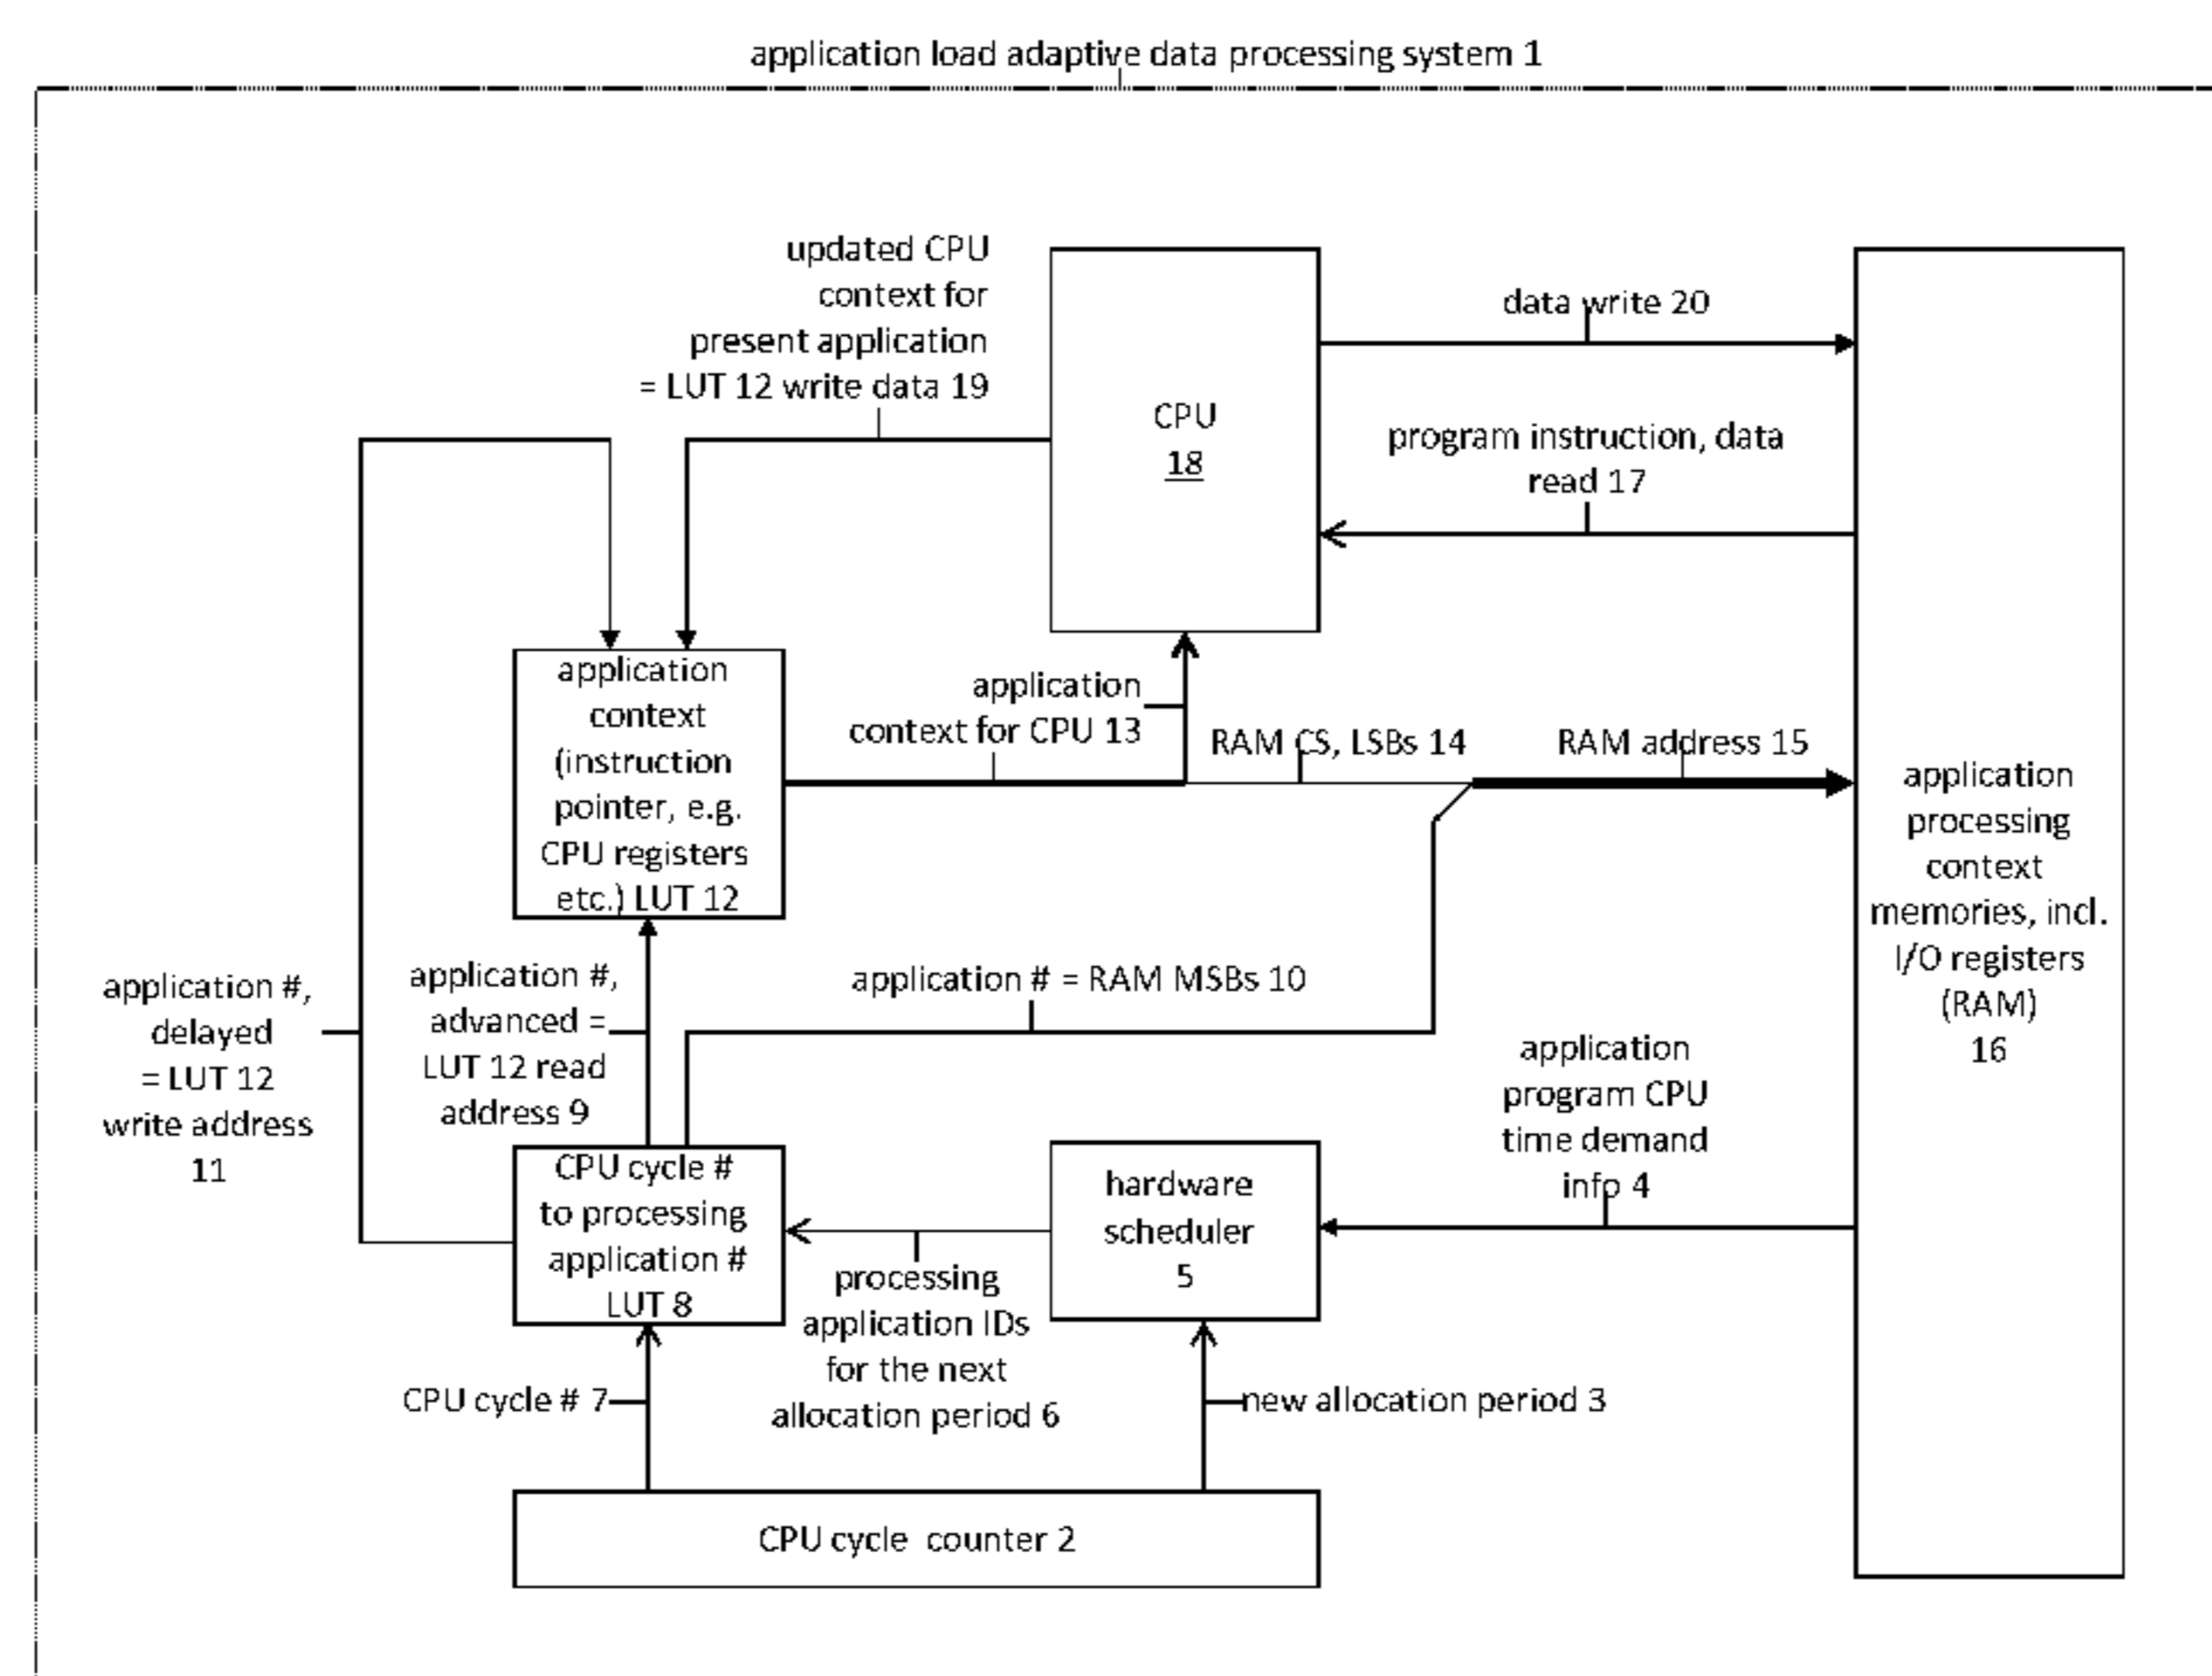 application load adaptive data processing system 1
updated CPU
context for
present application
= LUT 12 write data 19
CPU
18
data write 20
program instruction, data
read 17
application
context
(instruction
pointer, e.g.
CPU registers
etc.) LUT 12
application
context for CPU 13
RAM CS, LSBs 14
RAM address 15
application
processing
context
memories, incl.
I/O registers
(RAM)
16
application #,
delayed
= LUT 12
write address
11
application #,
advanced =
LUT 12 read
address 9
application # = RAM MSBs 10
application
program CPU
time demand
info 4
CPU cycle #
to processing
application #
LUT 8
hardware
scheduler
5
processing
application IDs
for the next
allocation period 6
CPU cycle # 7
new allocation period 3
CPU cycle counter 2